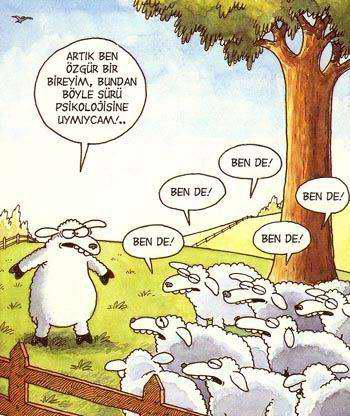 ARTIK BEN
ÖZGÜR BİR
BİREYİM, BUNDAN
BÖYLE SÜRÜ
PSİKOLOĞİSİNE
UYMIYCAM!..
BEN DE!
BEN DE!
BEN DE!
BEN DE!
BEN DE!